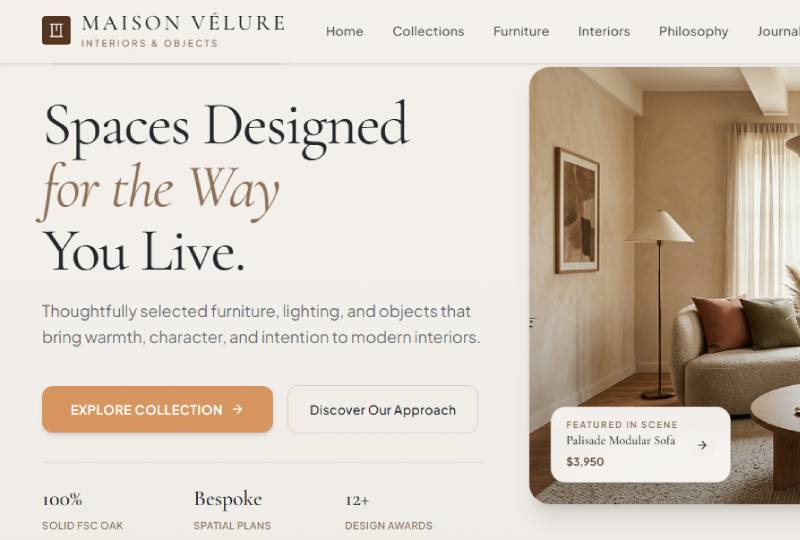 MAISON VÉLURE
INTERIORS & OBJECTS
Home Collections Furniture Interiors Philosophy Journal
Spaces Designed
for the Way
You Live.
Thoughtfully selected furniture, lighting, and objects that
bring warmth, character, and intention to modern interiors.
EXPLORE COLLECTION →
Discover Our Approach
FEATURED IN SCENE
Palisade Modular Sofa →
$3,950
100% Bespoke 12+
SOLID FSC OAK SPATIAL PLANS DESIGN AWARDS